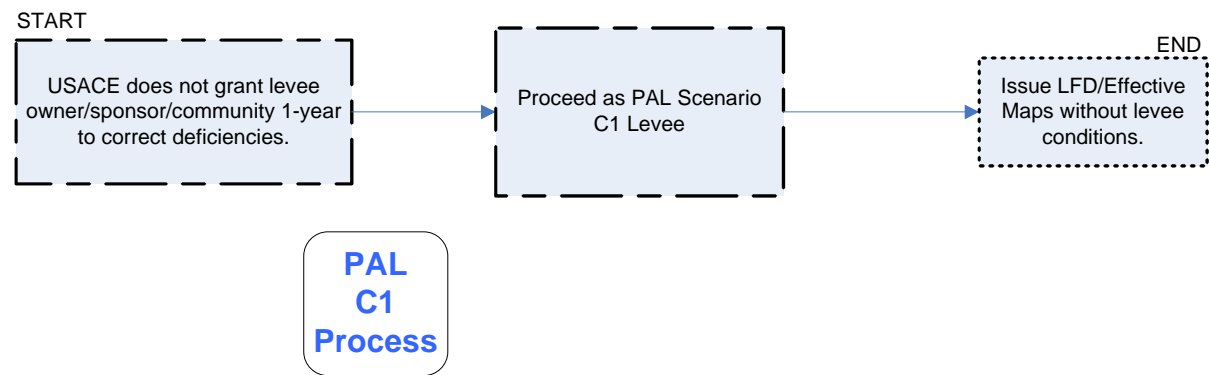 START
USACE does not grant levee
owner/sponsor/community 1-year
to correct deficiencies.
Proceed as PAL Scenario
C1 Levee
END
Issue LFD/Effective
Maps without levee
conditions.
PAL
C1
Process